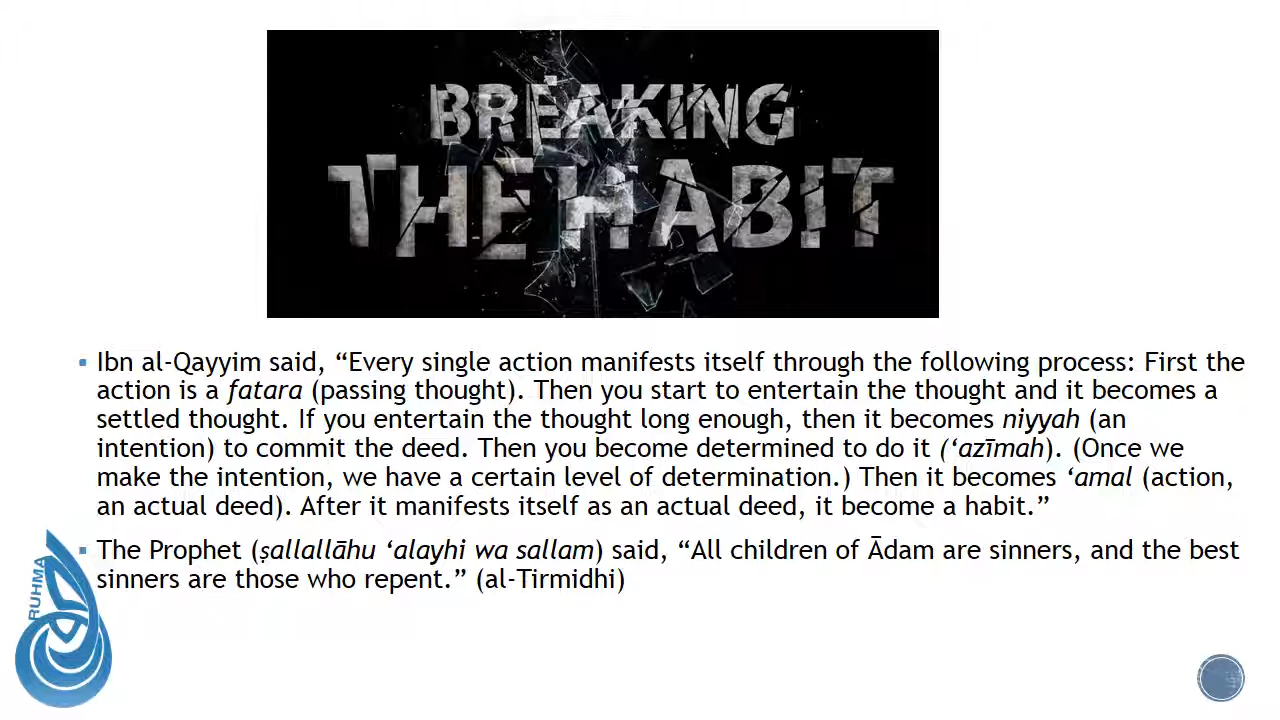 BREAKING
THE HABIT
▪ Ibn al-Qayyim said, “Every single action manifests itself through the following process: First the
action is a fatara (passing thought). Then you start to entertain the thought and it becomes a
settled thought. If you entertain the thought long enough, then it becomes niyyah (an
intention) to commit the deed. Then you become determined to do it (‘azīmah). (Once we
make the intention, we have a certain level of determination.) Then it becomes ‘amal (action,
an actual deed). After it manifests itself as an actual deed, it become a habit.”
▪ The Prophet (ṣallallāhu ‘alayhi wa sallam) said, “All children of Ādam are sinners, and the best
sinners are those who repent.” (al-Tirmidhi)
RUHMA